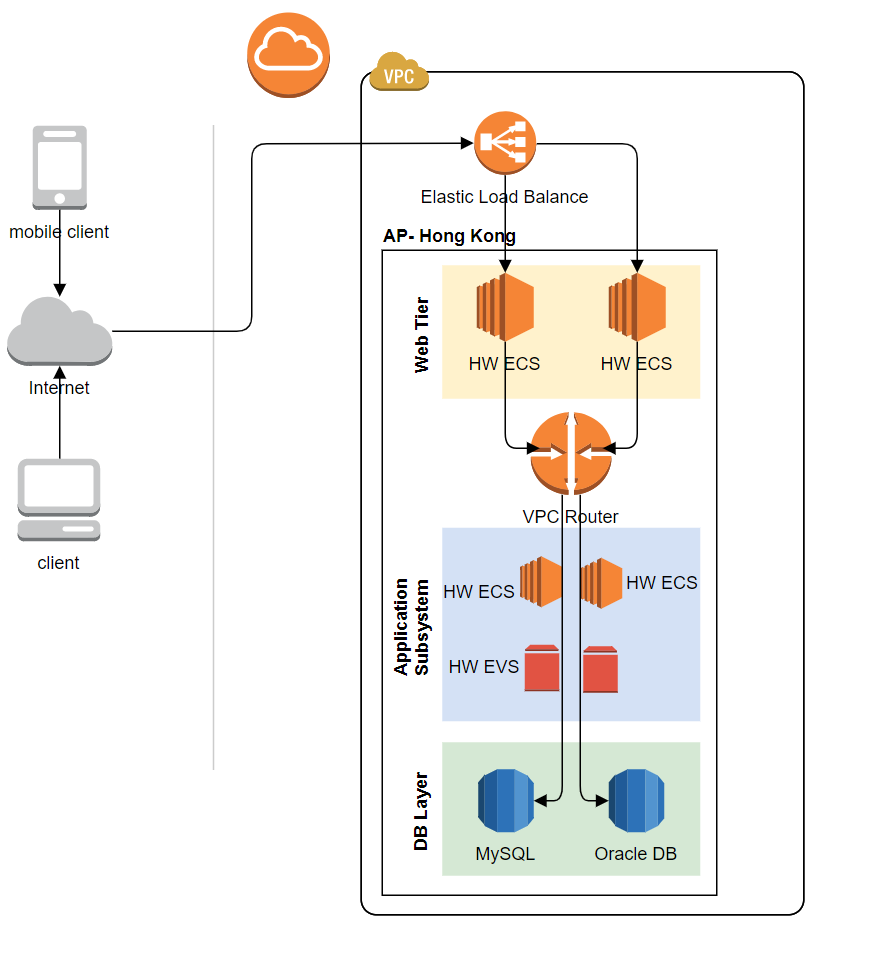 VPC
mobile client
Elastic Load Balance
AP- Hong Kong
Web Tier
HW ECS
HW ECS
Internet
VPC Router
client
Application
Subsystem
HW ECS
HW ECS
HW EVS
DB Layer
MySQL
Oracle DB